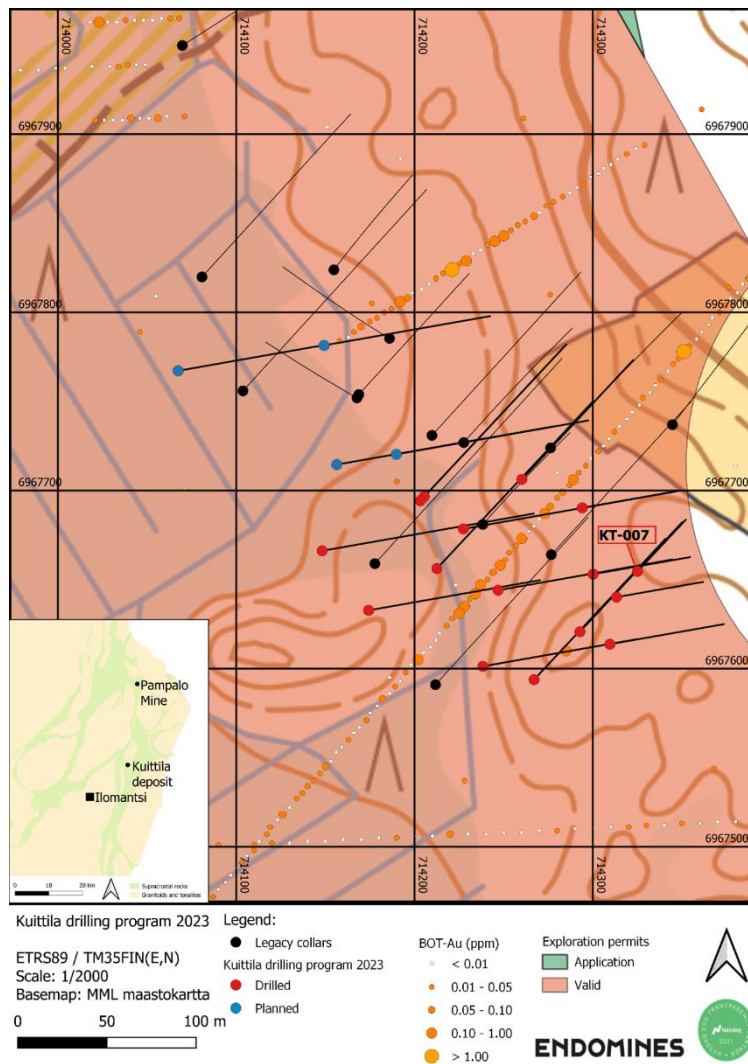 714000
714100
714200
714300
6967900
6967900
6967800
6967800
6967700
6967700
KT-007
6967600
6967600
6967500
6967500
714100
714200
714300
Pampalo
Mine
Kuittila
deposit
Ilomantsi
0 10 20 km
Supracrustal rocks
Granitoids and tonalites
Kuittila drilling program 2023
ETRS89 / TM35FIN(E,N)
Scale: 1/2000
Basemap: MML maastokartta
0 50 100 m
Legend:
Legacy collars
Kuittila drilling program 2023
Drilled
Planned
BOT-Au (ppm)
< 0.01
0.01 - 0.05
0.05 - 0.10
0.10 - 1.00
> 1.00
Exploration permits
Application
Valid
ENDOMINES
Nasdaq
2021